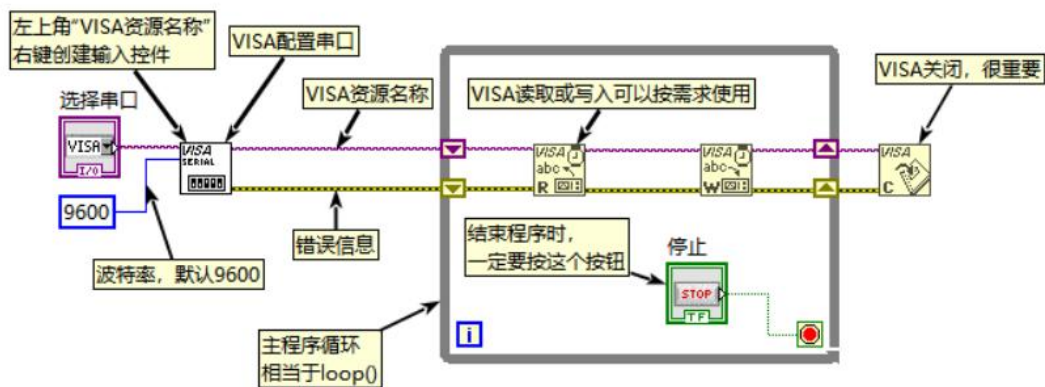 左上角“VISA资源名称”
右键创建输入控件
VISA配置串口
选择串口
VISA
I/O
9600
波特率，默认9600
VISA
SERIAL
VISA资源名称
错误信息
主程序循环
相当于loop()
VISA读取或写入可以按需求使用
VISA
abc
R
VISA
abc
W
结束程序时，
一定要按这个按钮
停止
STOP
TF
i
VISA关闭，很重要
VISA
C